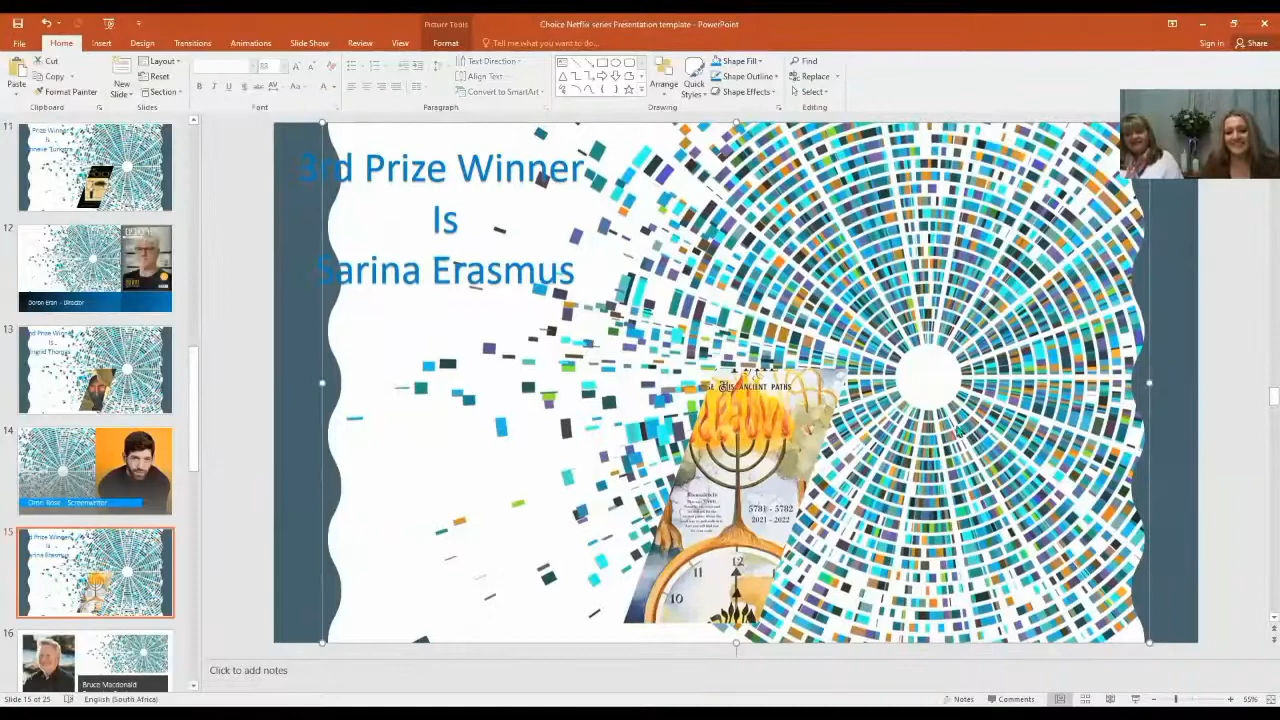 Picture Tools
Choice Netflix series Presentation template - PowerPoint
File
Home
Insert
Design
Transitions
Animations
Slide Show
Review
View
Format
Tell me what you want to do...
Sign in
Share
Paste
Cut
Copy
Format Painter
Clipboard
New
Slide
Layout
Reset
Section
Slides
Font
Text Direction
Align Text
Convert to SmartArt
Paragraph
Arrange
Quick
Styles
Shape Fill
Shape Outline
Shape Effects
Drawing
Find
Replace
Select
Editing
11
12
Doron Eran - Director
13
14
16
Bruce Macdonald
3rd Prize Winner
Is
Sarina Erasmus
ANCIENT PATHS
5781 - 5782
2021 - 2022
12
11
10
Click to add notes
Slide 15 of 25
English (South Africa)
Notes
Comments
55%